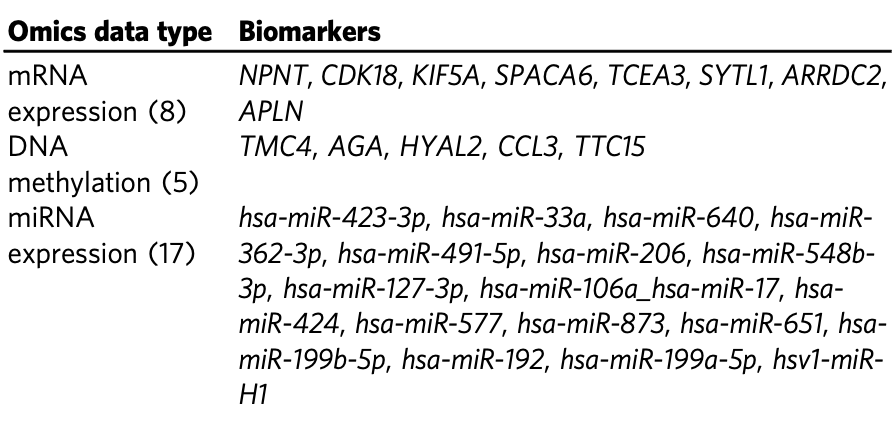 Omics data type Biomarkers
mRNA NPNT, CDK18, KIF5A, SPACA6, TCEA3, SYTL1, ARRDC2,
expression (8) APLN
DNA TMC4, AGA, HYAL2, CCL3, TTC15
methylation (5)
miRNA hsa-miR-423-3p, hsa-miR-33a, hsa-miR-640, hsa-miR-
expression (17) 362-3p, hsa-miR-491-5p, hsa-miR-206, hsa-miR-548b-
3p, hsa-miR-127-3p, hsa-miR-106a_hsa-miR-17, hsa-
miR-424, hsa-miR-577, hsa-miR-873, hsa-miR-651, hsa-
miR-199b-5p, hsa-miR-192, hsa-miR-199a-5p, hsv1-miR-
H1